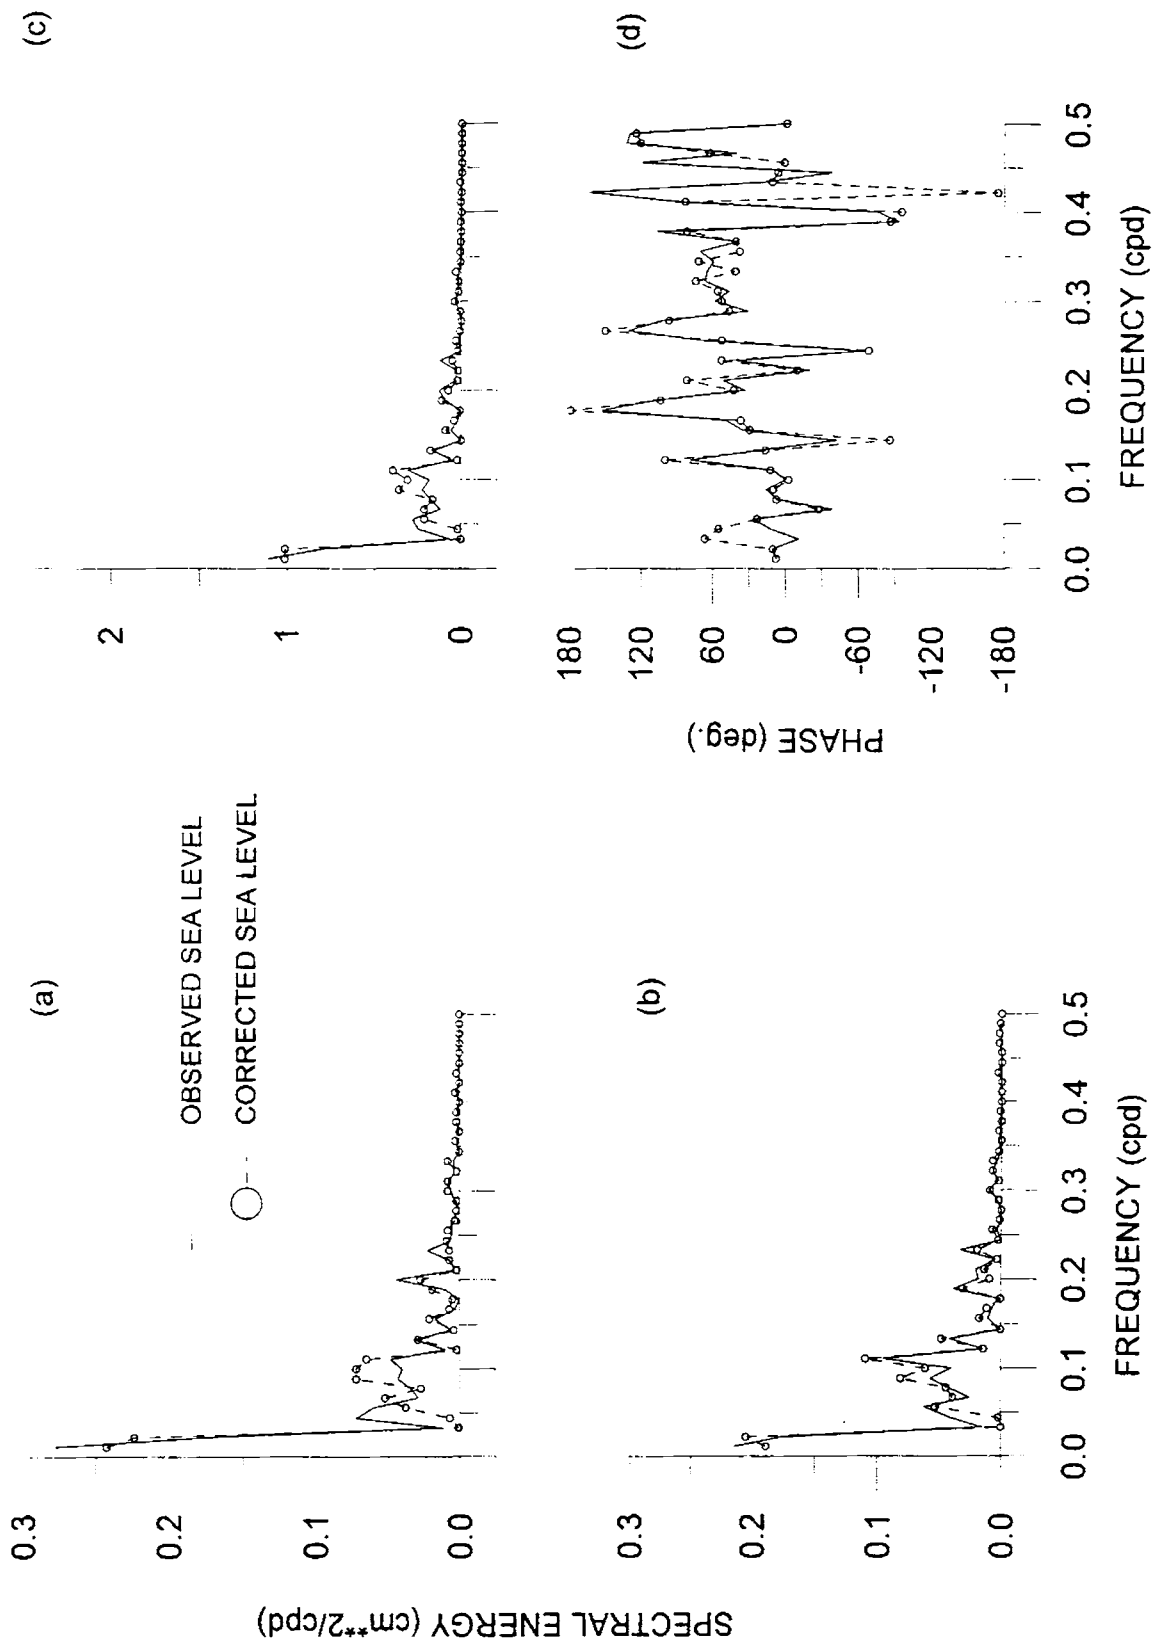 (a)
OBSERVED SEA LEVEL
CORRECTED SEA LEVEL
0.3
0.2
0.1
0.0
(b)
0.3
0.2
0.1
0.0
SPECTRAL ENERGY (cm**2/cpd)
0.0 0.1 0.2 0.3 0.4 0.5
FREQUENCY (cpd)
(c)
2
1
0
(d)
180
120
60
0
-60
-120
-180
PHASE (deg.)
0.0 0.1 0.2 0.3 0.4 0.5
FREQUENCY (cpd)